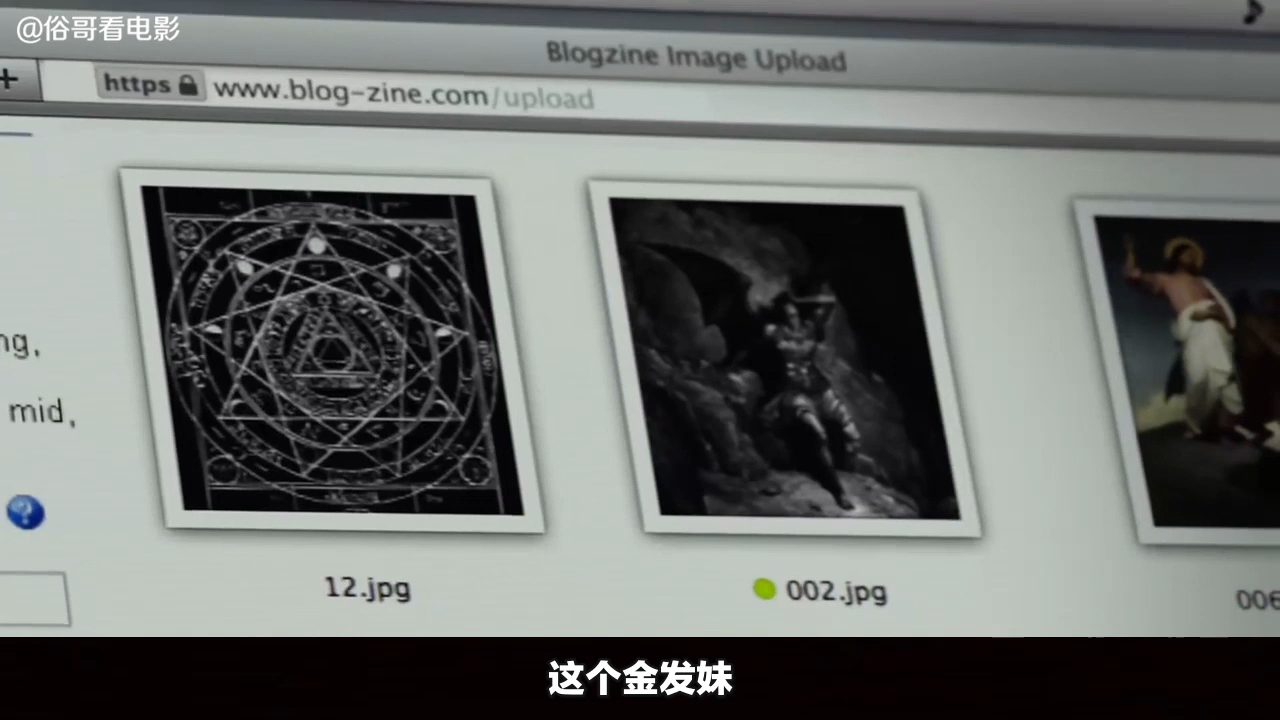 @俗哥看电影
Blogzine Image Upload
+ https www.blog-zine.com/upload
ng,
mid,
12.jpg
002.jpg
006
这个金发妹